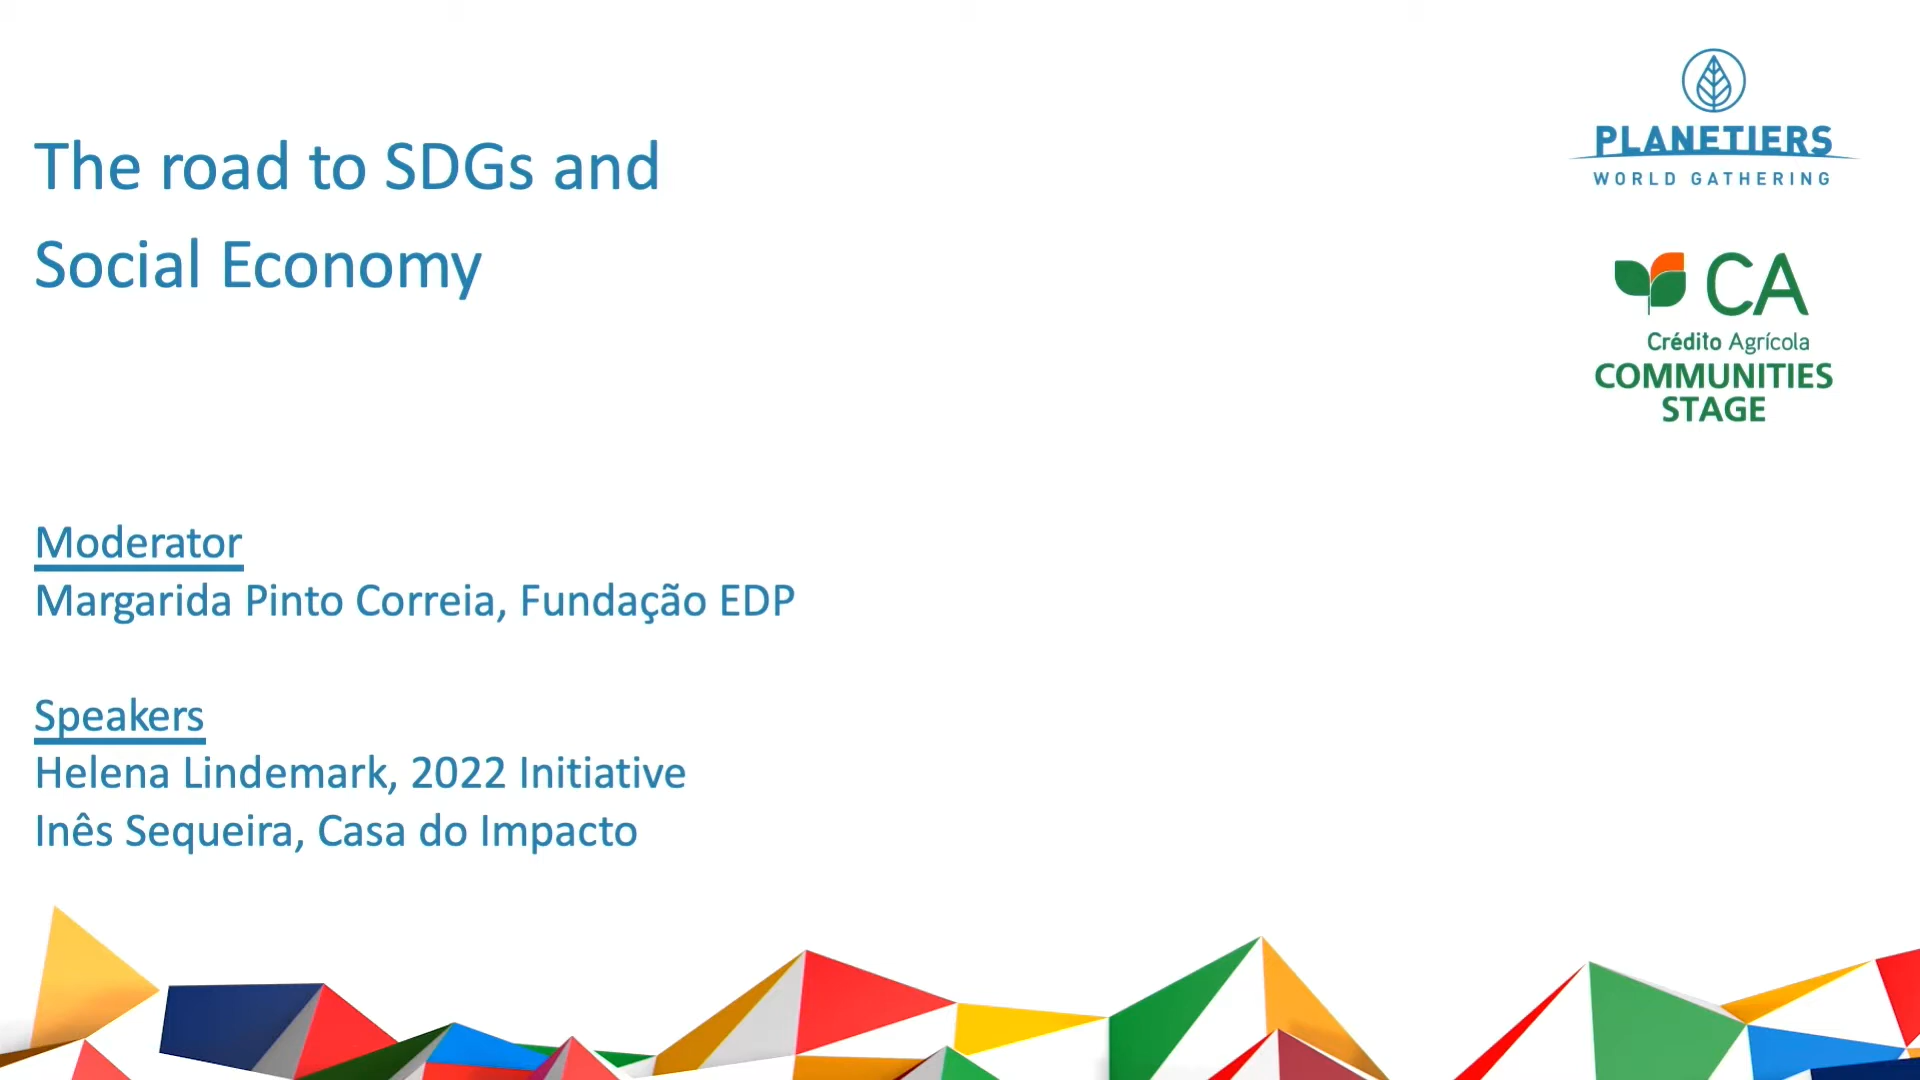 The road to SDGs and
Social Economy
PLANETIERS
WORLD GATHERING
CA
Crédito Agrícola
COMMUNITIES
STAGE
Moderator
Margarida Pinto Correia, Fundação EDP
Speakers
Helena Lindemark, 2022 Initiative
Inês Sequeira, Casa do Impacto